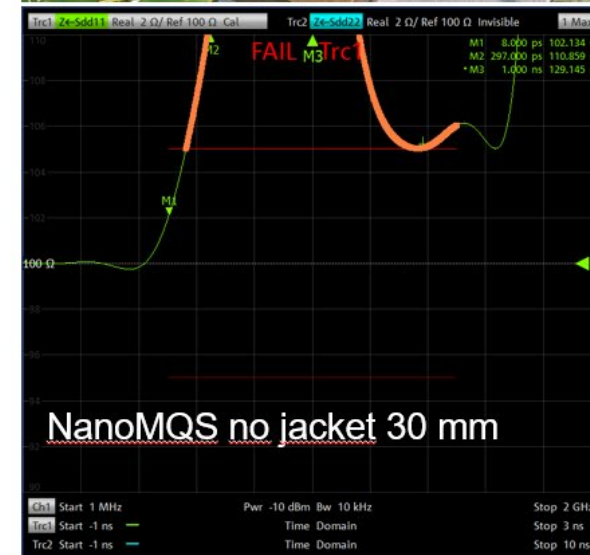 Trc1 Z←Sdd11 Real 2 Ω/ Ref 100 Ω Cal Trc2 Z←Sdd22 Real 2 Ω/ Ref 100 Ω Invisible 1 Max
110
M1 8.000 ps 102.134
M2 297.000 ps 110.859
•M3 1.000 ns 129.145
M2
FAIL Trc1
M3
108
106
104
102
M1
100 Ω
98
96
94
NanoMQS no jacket 30 mm
92
90
Ch1 Start 1 MHz Pwr -10 dBm Bw 10 kHz Stop 2 GHz
Trc1 Start -1 ns Time Domain Stop 3 ns
Trc2 Start -1 ns Time Domain Stop 10 ns